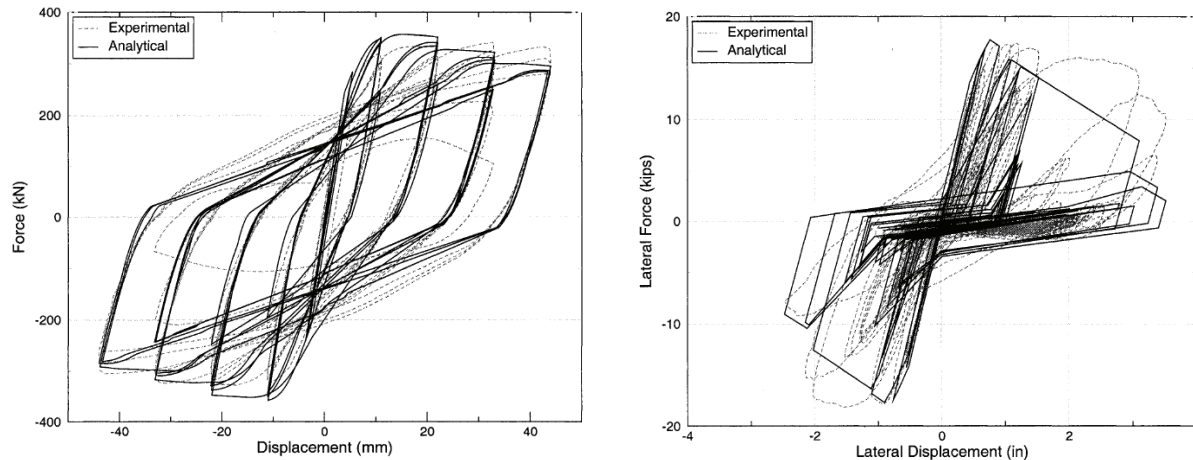 Experimental
Analytical
400
200
0
-200
-400
Force (kN)
-40
-20
0
20
40
Displacement (mm)
Experimental
Analytical
20
10
0
-10
-20
Lateral Force (kips)
-4
-2
0
2
Lateral Displacement (in)